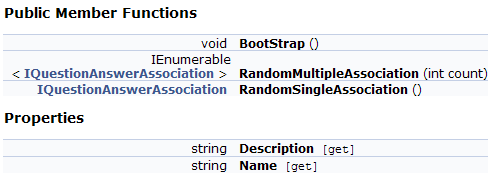 Public Member Functions
void BootStrap ()
IEnumerable
< IQuestionAnswerAssociation > RandomMultipleAssociation (int count)
IQuestionAnswerAssociation RandomSingleAssociation ()
Properties
string Description [get]
string Name [get]